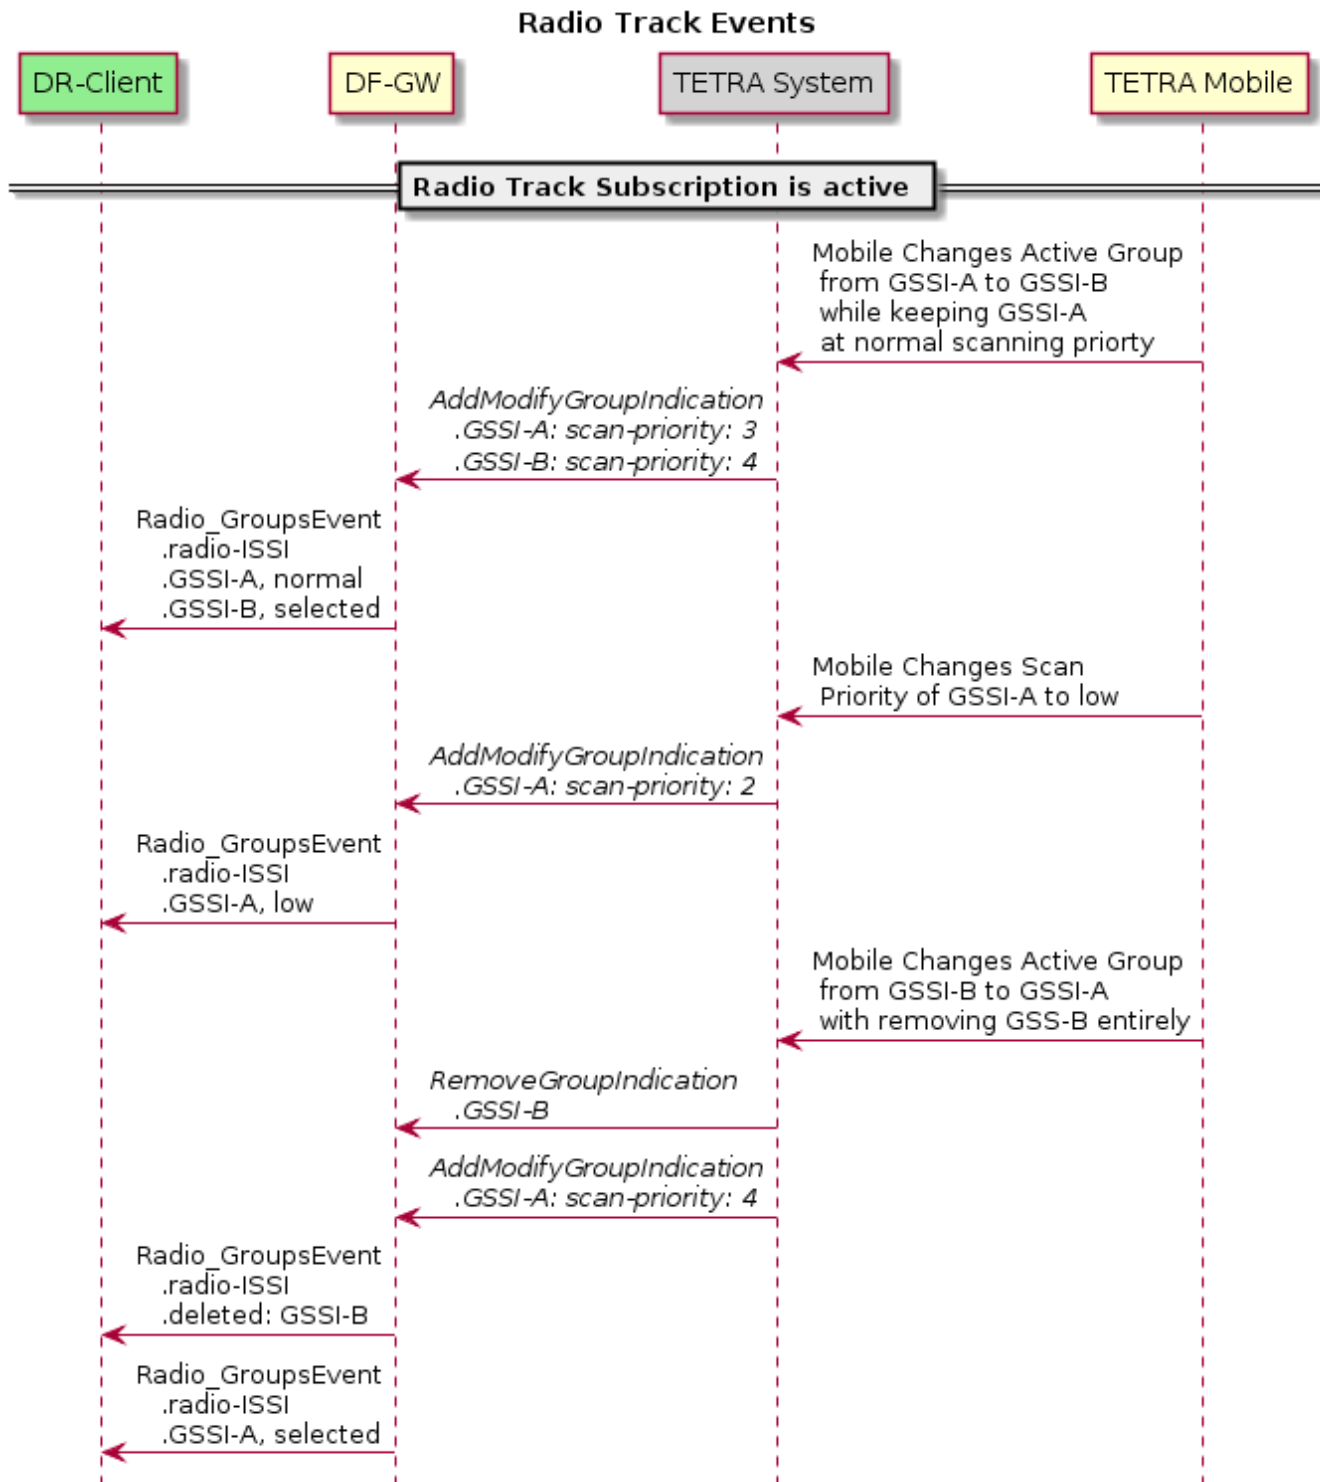 Radio Track Events
DR-Client
DF-GW
TETRA System
TETRA Mobile
Radio Track Subscription is active
Mobile Changes Active Group
from GSSI-A to GSSI-B
while keeping GSSI-A
at normal scanning priorty
AddModifyGroupIndication
.GSSI-A: scan-priority: 3
.GSSI-B: scan-priority: 4
Radio_GroupsEvent
.radio-ISSI
.GSSI-A, normal
.GSSI-B, selected
Mobile Changes Scan
Priority of GSSI-A to low
AddModifyGroupIndication
.GSSI-A: scan-priority: 2
Radio_GroupsEvent
.radio-ISSI
.GSSI-A, low
Mobile Changes Active Group
from GSSI-B to GSSI-A
with removing GSS-B entirely
RemoveGroupIndication
.GSSI-B
AddModifyGroupIndication
.GSSI-A: scan-priority: 4
Radio_GroupsEvent
.radio-ISSI
.deleted: GSSI-B
Radio_GroupsEvent
.radio-ISSI
.GSSI-A, selected